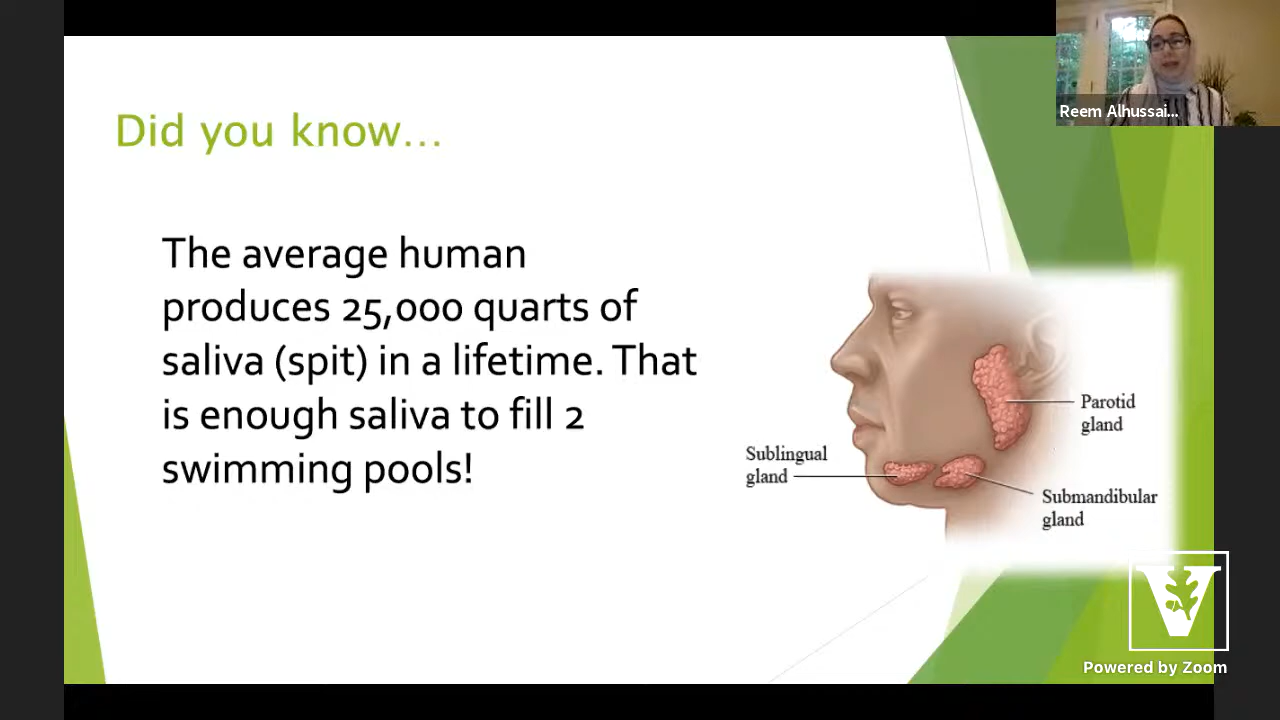 Did you know...
The average human
produces 25,000 quarts of
saliva (spit) in a lifetime. That
is enough saliva to fill 2
swimming pools!
Sublingual
gland
Parotid
gland
Submandibular
gland
Reem Alhussai...
V
Powered by Zoom